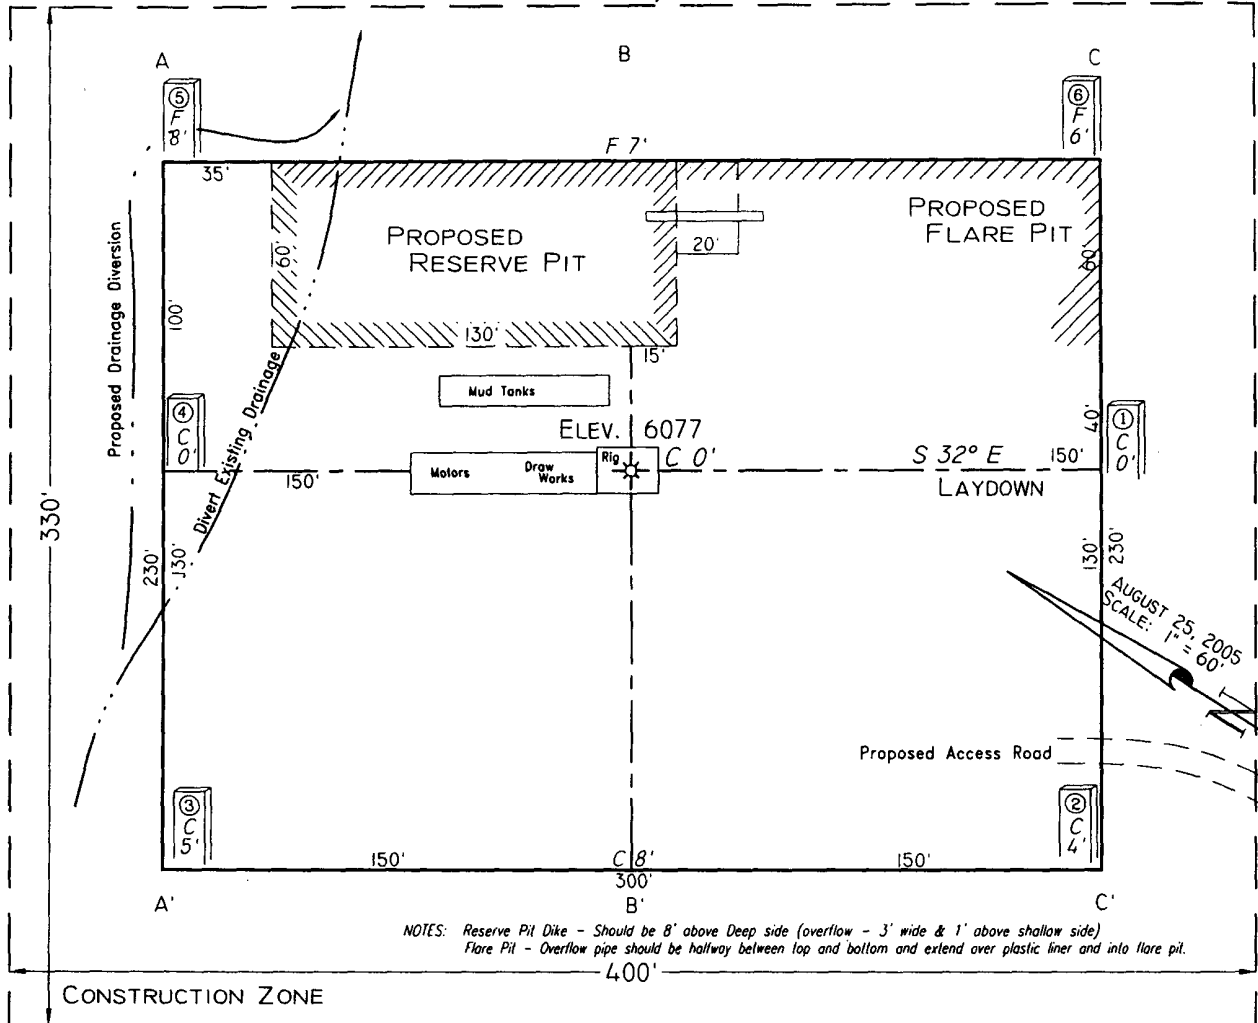 A
B
C
⑤
F
8'
⑥
F
6'
F 7'
35'
PROPOSED
RESERVE PIT
60'
20'
PROPOSED
FLARE PIT
60'
Proposed Drainage Diversion
100'
130'
15'
Mud Tanks
Divert Existing Drainage
④
C
0'
ELEV. 6077
40'
①
C
0'
Rig
C 0'
S 32° E
150'
Motors
Draw
Works
150'
LAYDOWN
330'
230'
130'
130'
230'
AUGUST 25, 2005
SCALE: 1" = 60'
N
Proposed Access Road
③
C
5'
②
C
4'
150'
C 8'
150'
300'
A'
B'
C'
NOTES: Reserve Pit Dike - Should be 8' above Deep side (overflow - 3' wide & 1' above shallow side)
Flare Pit - Overflow pipe should be halfway between top and bottom and extend over plastic liner and into flare pit.
400'
CONSTRUCTION ZONE